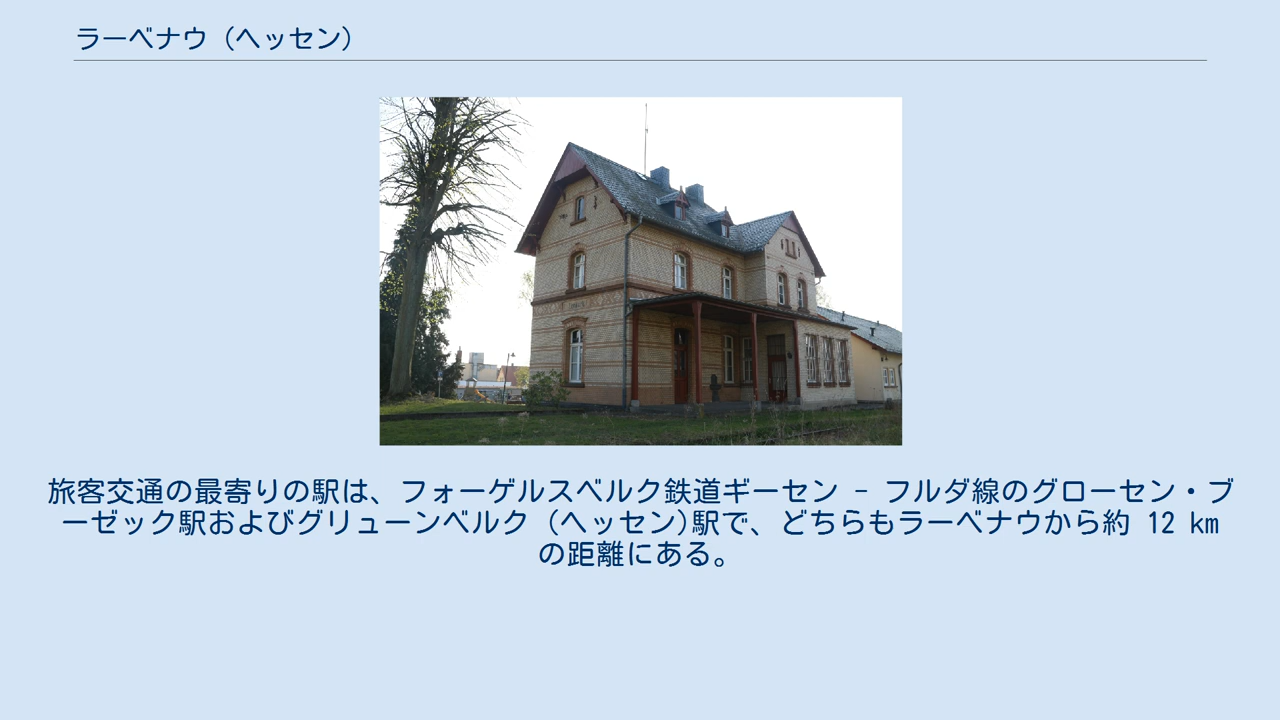 ラーベナウ (ヘッセン)
旅客交通の最寄りの駅は、フォーゲルスベルク鉄道ギーセン - フルダ線のグローセン・ブ
ーゼック駅およびグリューンベルク (ヘッセン)駅で、どちらもラーベナウから約 12 km
の距離にある。